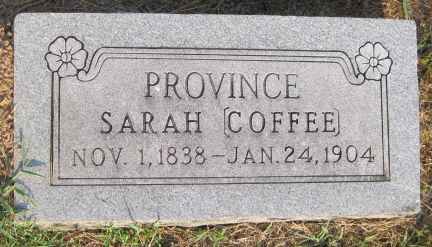 PROVINCE
SARAH [COFFEE]
NOV. 1, 1838 - JAN. 24, 1904